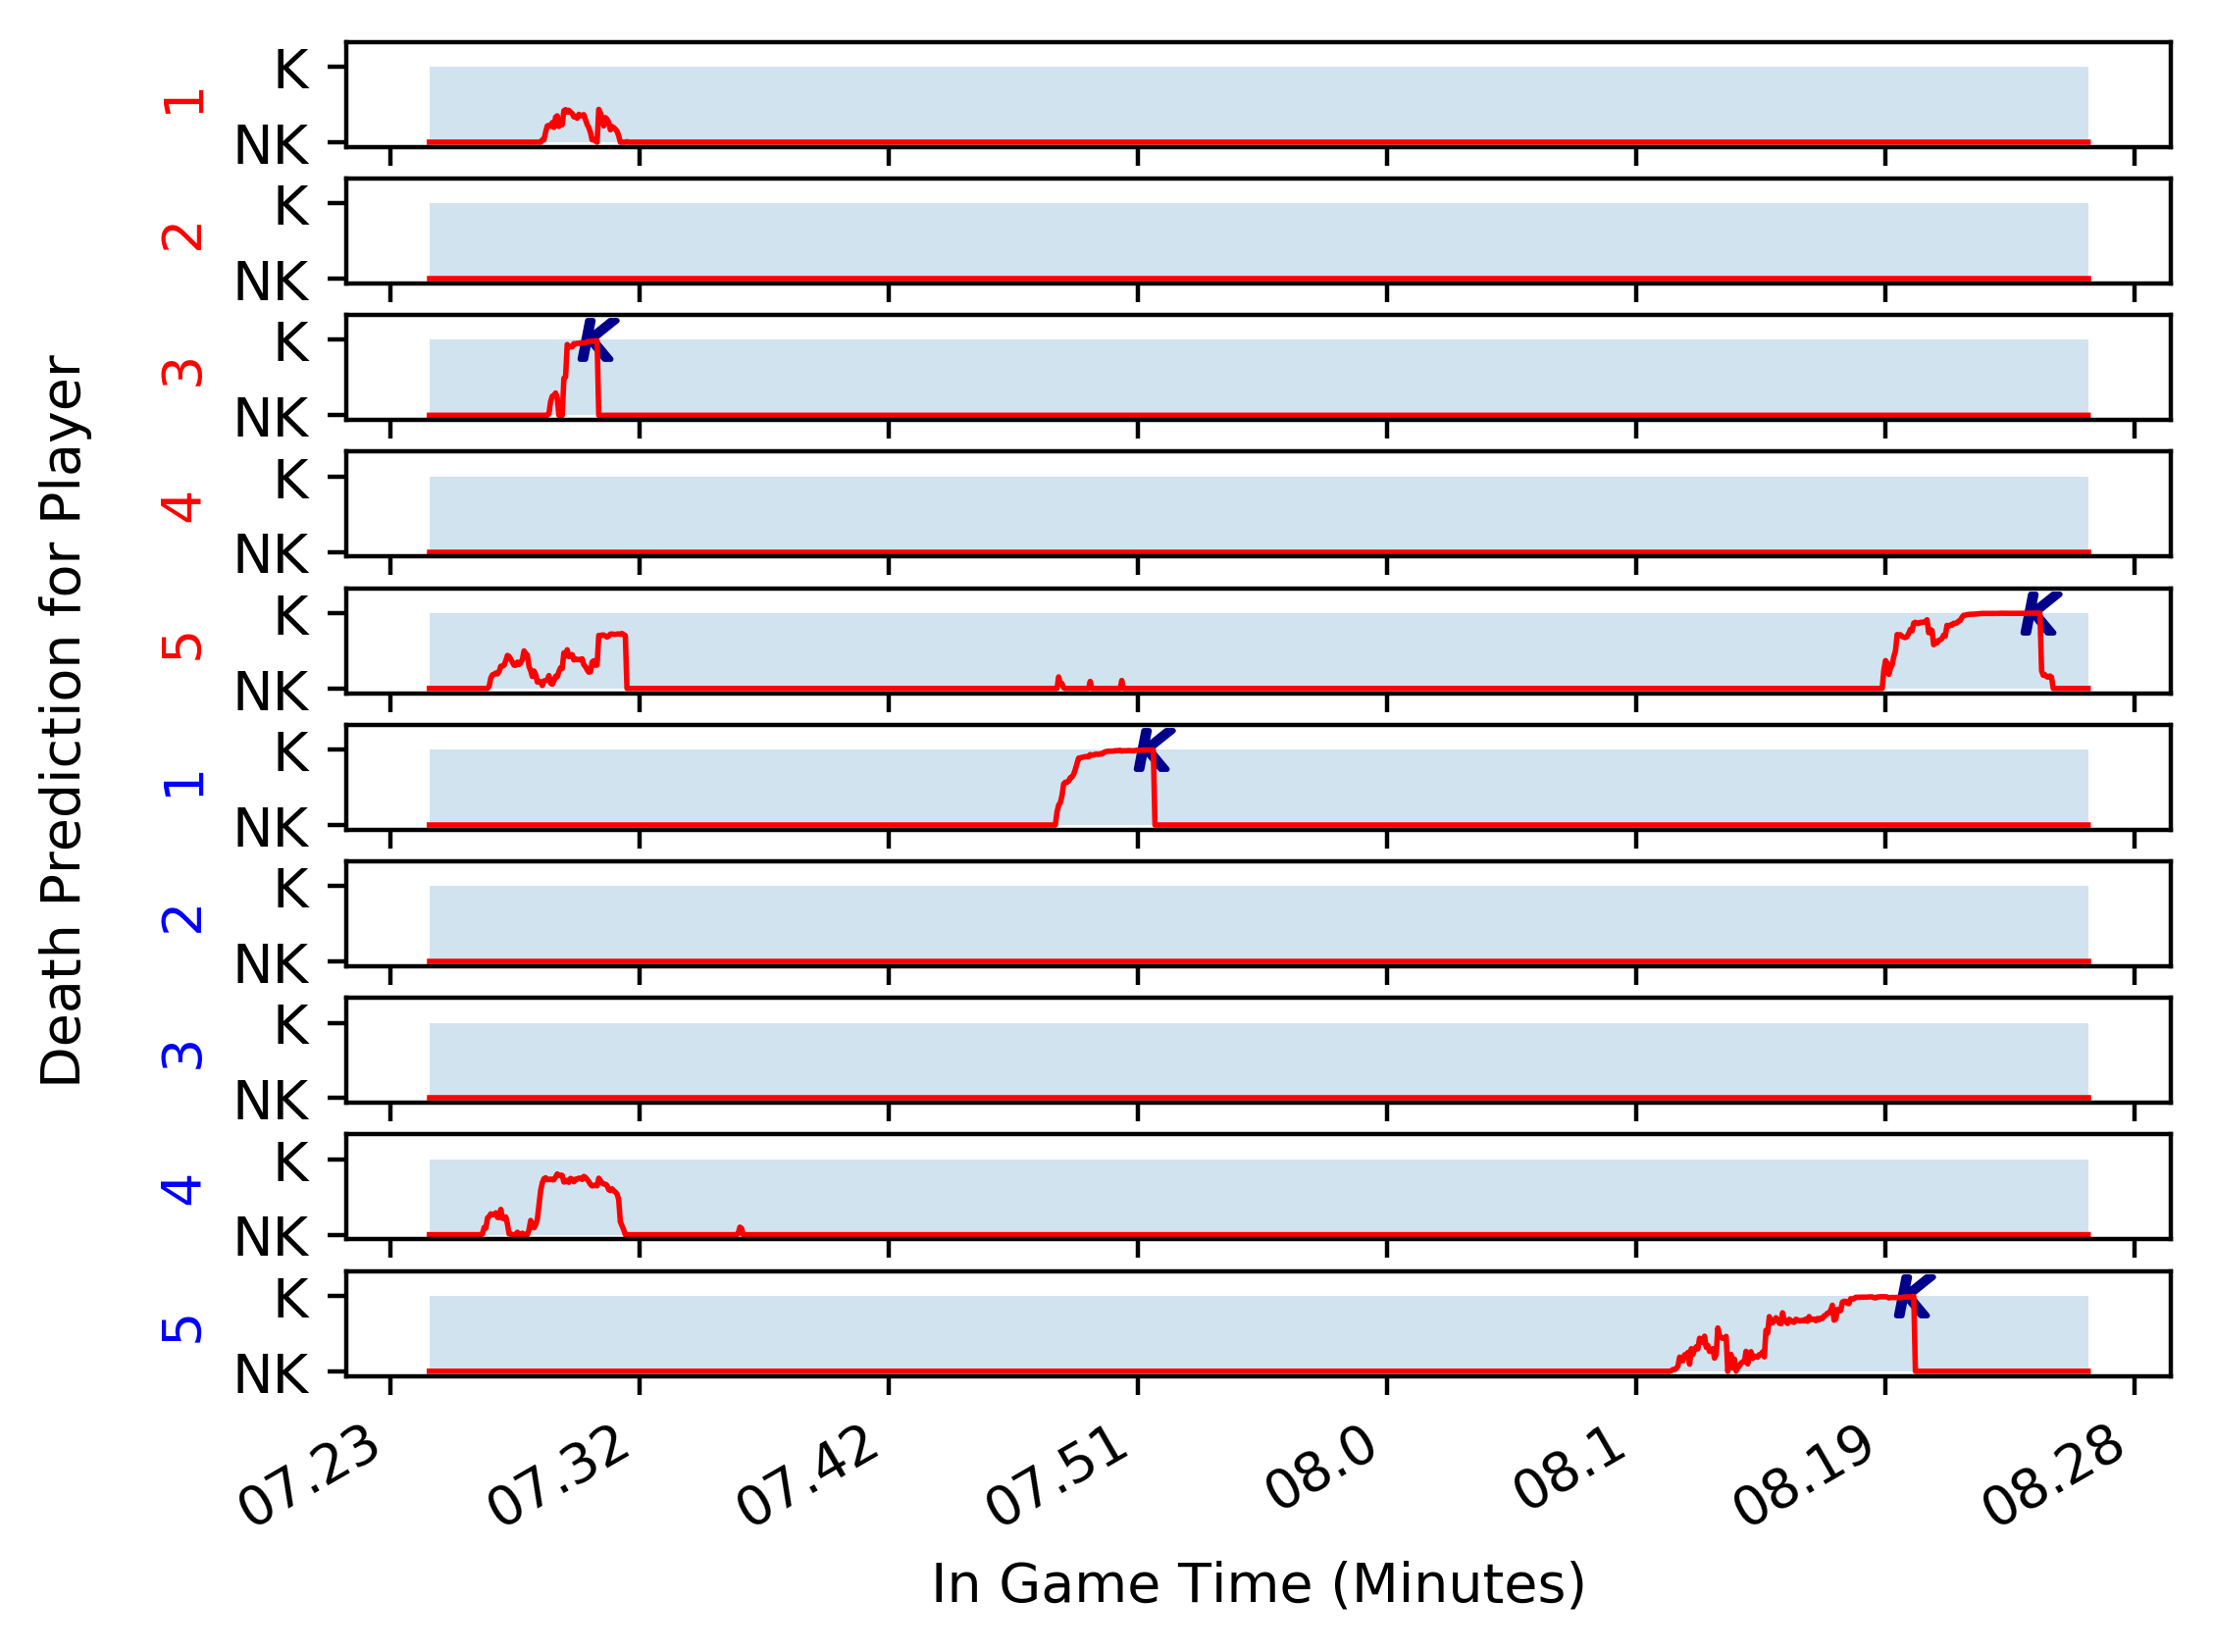 Death Prediction for Player
1
K
NK
2
K
NK
3
K
NK
K
4
K
NK
5
K
NK
K
1
K
NK
K
2
K
NK
3
K
NK
4
K
NK
5
K
NK
K
07.23 07.32 07.42 07.51 08.0 08.1 08.19 08.28
In Game Time (Minutes)